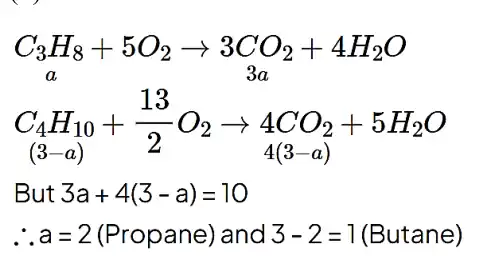 C₃H₈ + 5O₂ → 3CO₂ + 4H₂O
a 3a
C₄H₁₀ + 13/2 O₂ → 4CO₂ + 5H₂O
(3−a) 4(3−a)
But 3a + 4(3 - a) = 10
∴ a = 2 (Propane) and 3 - 2 = 1 (Butane)